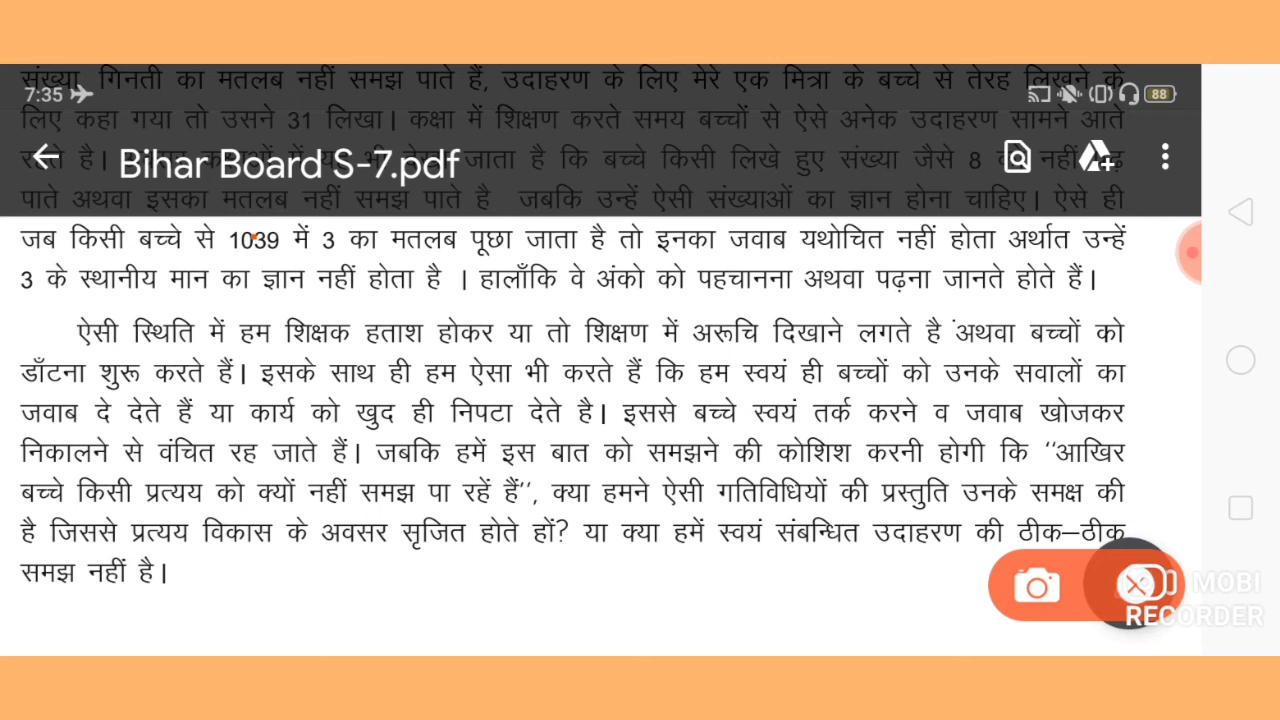 संख्या, गिनती का मतलब नहीं समझ पाते हैं, उदाहरण के लिए मेरे एक मित्रा के बच्चे से तेरह लिखने के
7:35
88
लिए कहा गया तो उसने 31 लिखा। कक्षा में शिक्षण करते समय बच्चों से ऐसे अनेक उदाहरण सामने आते
Bihar Board S-7.pdf
जाता है कि बच्चे किसी लिखे हुए संख्या जैसे 8
पाते अथवा इसका मतलब नहीं समझ पाते है जबकि उन्हें ऐसी संख्याओं का ज्ञान होना चाहिए। ऐसे ही
जब किसी बच्चे से 1039 में 3 का मतलब पूछा जाता है तो इनका जवाब यथोचित नहीं होता अर्थात उन्हें
3 के स्थानीय मान का ज्ञान नहीं होता है । हालाँकि वे अंको को पहचानना अथवा पढ़ना जानते होते हैं।
ऐसी स्थिति में हम शिक्षक हताश होकर या तो शिक्षण में अरूचि दिखाने लगते है अथवा बच्चों को
डाँटना शुरू करते हैं। इसके साथ ही हम ऐसा भी करते हैं कि हम स्वयं ही बच्चों को उनके सवालों का
जवाब दे देते हैं या कार्य को खुद ही निपटा देते है। इससे बच्चे स्वयं तर्क करने व जवाब खोजकर
निकालने से वंचित रह जाते हैं। जबकि हमें इस बात को समझने की कोशिश करनी होगी कि ''आखिर
बच्चे किसी प्रत्यय को क्यों नहीं समझ पा रहें हैं'', क्या हमने ऐसी गतिविधियों की प्रस्तुति उनके समक्ष की
है जिससे प्रत्यय विकास के अवसर सृजित होते हों? या क्या हमें स्वयं संबन्धित उदाहरण की ठीक–ठीक
समझ नहीं है।
MOBI
RECORDER